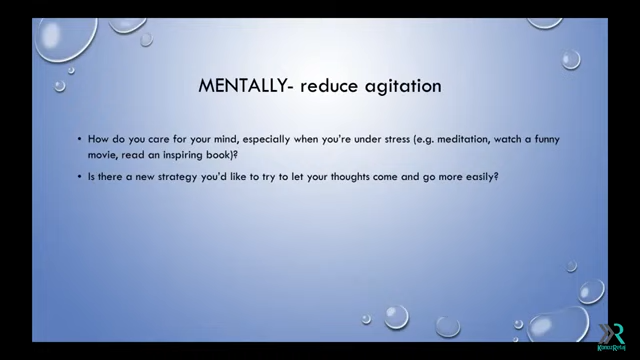 MENTALLY- reduce agitation
• How do you care for your mind, especially when you're under stress (e.g. meditation, watch a funny
movie, read an inspiring book)?
• Is there a new strategy you'd like to try to let your thoughts come and go more easily?